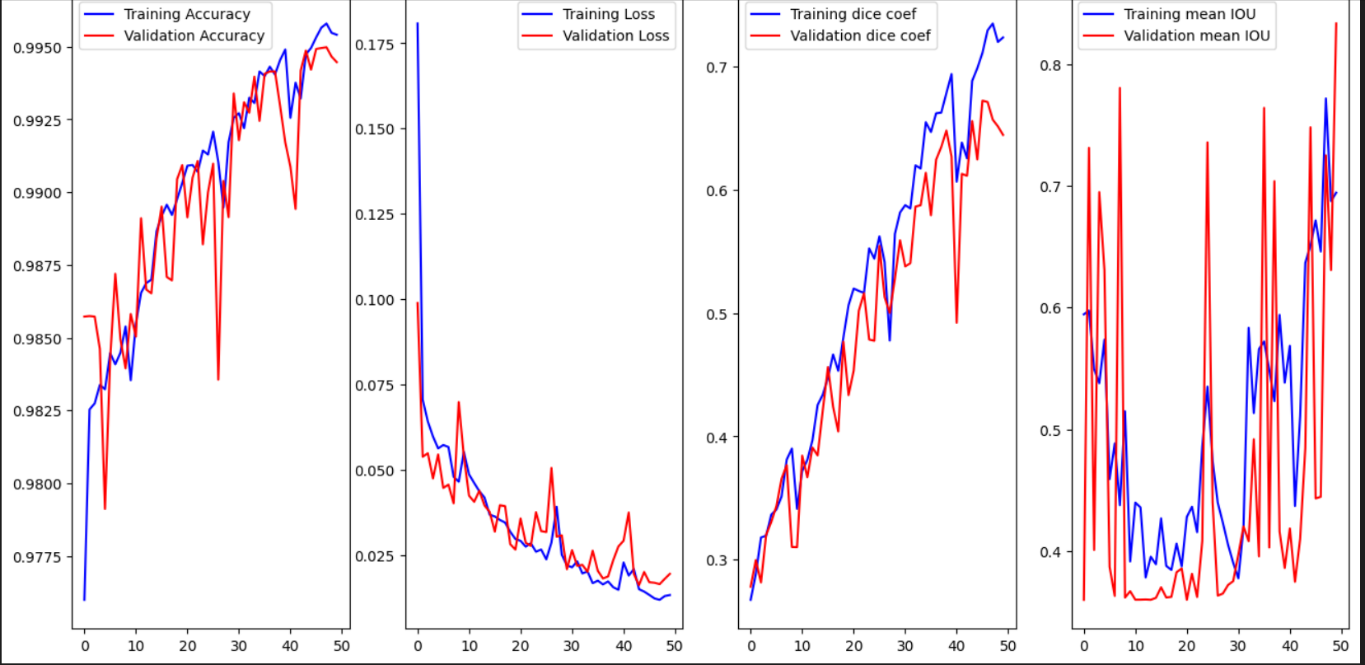 Training Accuracy
Validation Accuracy
0.9950
0.9925
0.9900
0.9875
0.9850
0.9825
0.9800
0.9775
0 10 20 30 40 50
Training Loss
Validation Loss
0.175
0.150
0.125
0.100
0.075
0.050
0.025
0 10 20 30 40 50
Training dice coef
Validation dice coef
0.7
0.6
0.5
0.4
0.3
0 10 20 30 40 50
Training mean IOU
Validation mean IOU
0.8
0.7
0.6
0.5
0.4
0 10 20 30 40 50